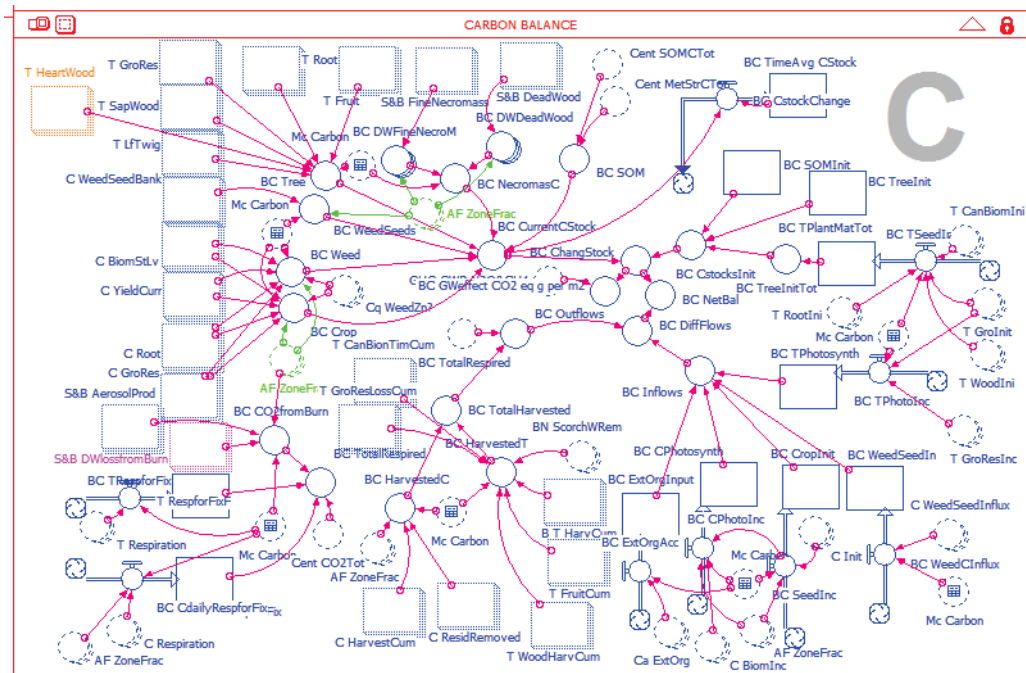 CARBON BALANCE
C
T HeartWood
T GroRes
T Root
T Fruit
S&B FineNecromass
S&B DeadWood
Cent SOMCTot
Cent MetStrCTot
BC TimeAvg CStock
BC CstockChange
T SapWood
Mc Carbon
BC DWFineNecroM
BC DWDeadWood
T LfTwig
BC Tree
BC NecromasC
BC SOM
BC SOMInit
BC TreeInit
C WeedSeedBank
Mc Carbon
AF ZoneFrac
BC WeedSeeds
BC CurrentCStock
BC TPlantMatTot
T CanBiomIni
BC TSeedIn
BC Weed
BC ChangStock
BC CstocksInit
BC TreeInitTot
C BiomStLv
BC GWeffect CO2 eq g per m2
BC NetBal
C YieldCurr
Cq WeedZn?
BC Outflows
BC DiffFlows
T RootIni
Mc Carbon
T GroInit
BC Crop
T CanBionTimCum
C Root
BC TotalRespired
BC TPhotosynth
T WoodIni
C GroRes
AF ZoneFr
T GroResLossCum
BC Inflows
BC TPhotoInc
S&B AerosolProd
BC CO2fromBurn
BC TotalHarvested
BN ScorchWRem
T GroResInc
S&B DWlossfromBurn
BC TotalRespired
BC HarvestedT
BC CPhotosynth
BC CropInit
BC WeedSeedIn
BC TRespforFix
T RespforFixF
BC HarvestedC
BC ExtOrgInput
C WeedSeedInflux
T Respiration
Mc Carbon
Cent CO2Tot
AF ZoneFrac
Mc Carbon
B T HarvCum
BC ExtOrgAcc
BC CPhotoInc
Mc Carbon
C Init
BC WeedCInflux
BC CdailyRespforFix
T FruitCum
BC SeedInc
Mc Carbon
C Respiration
AF ZoneFrac
C HarvestCum
C ResidRemoved
T WoodHarvCum
Ca ExtOrg
C BiomInc
AF ZoneFrac